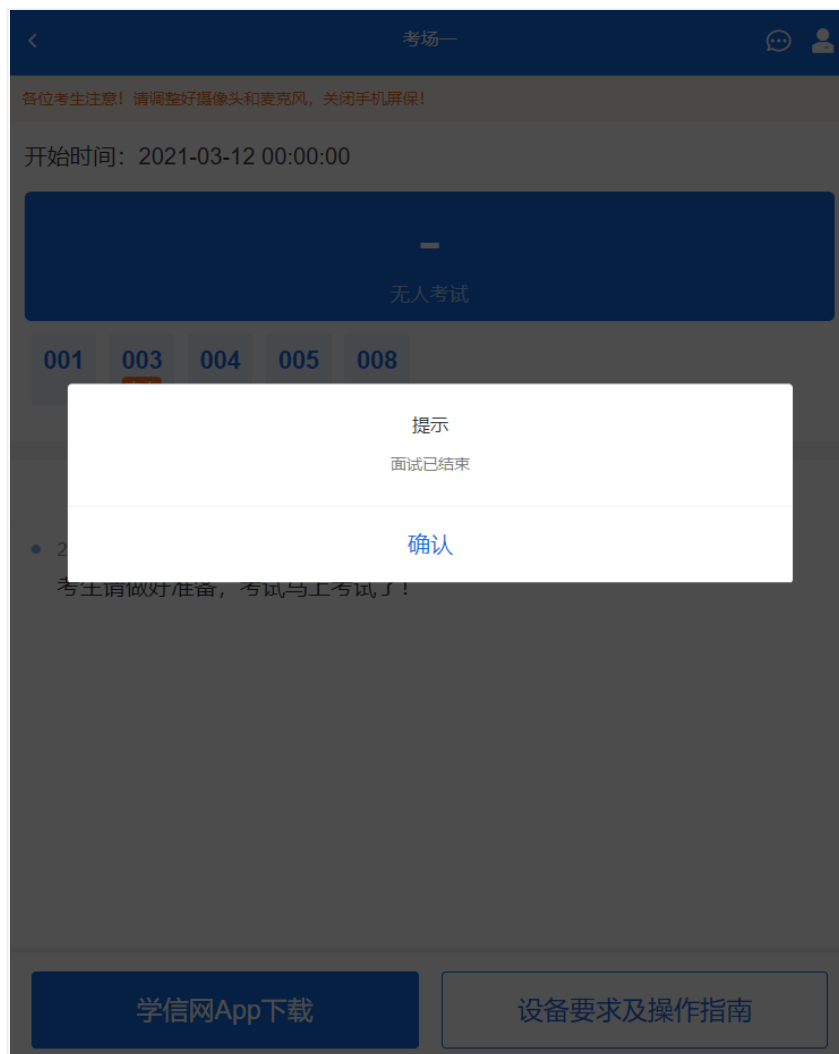 考场一
各位考生注意！请调整好摄像头和麦克风，关闭手机屏保！
开始时间：2021-03-12 00:00:00
-
无人考试
001 003 004 005 008
提示
面试已结束
确认
2
考生请做好准备，考试马上考试了！
学信网App下载
设备要求及操作指南